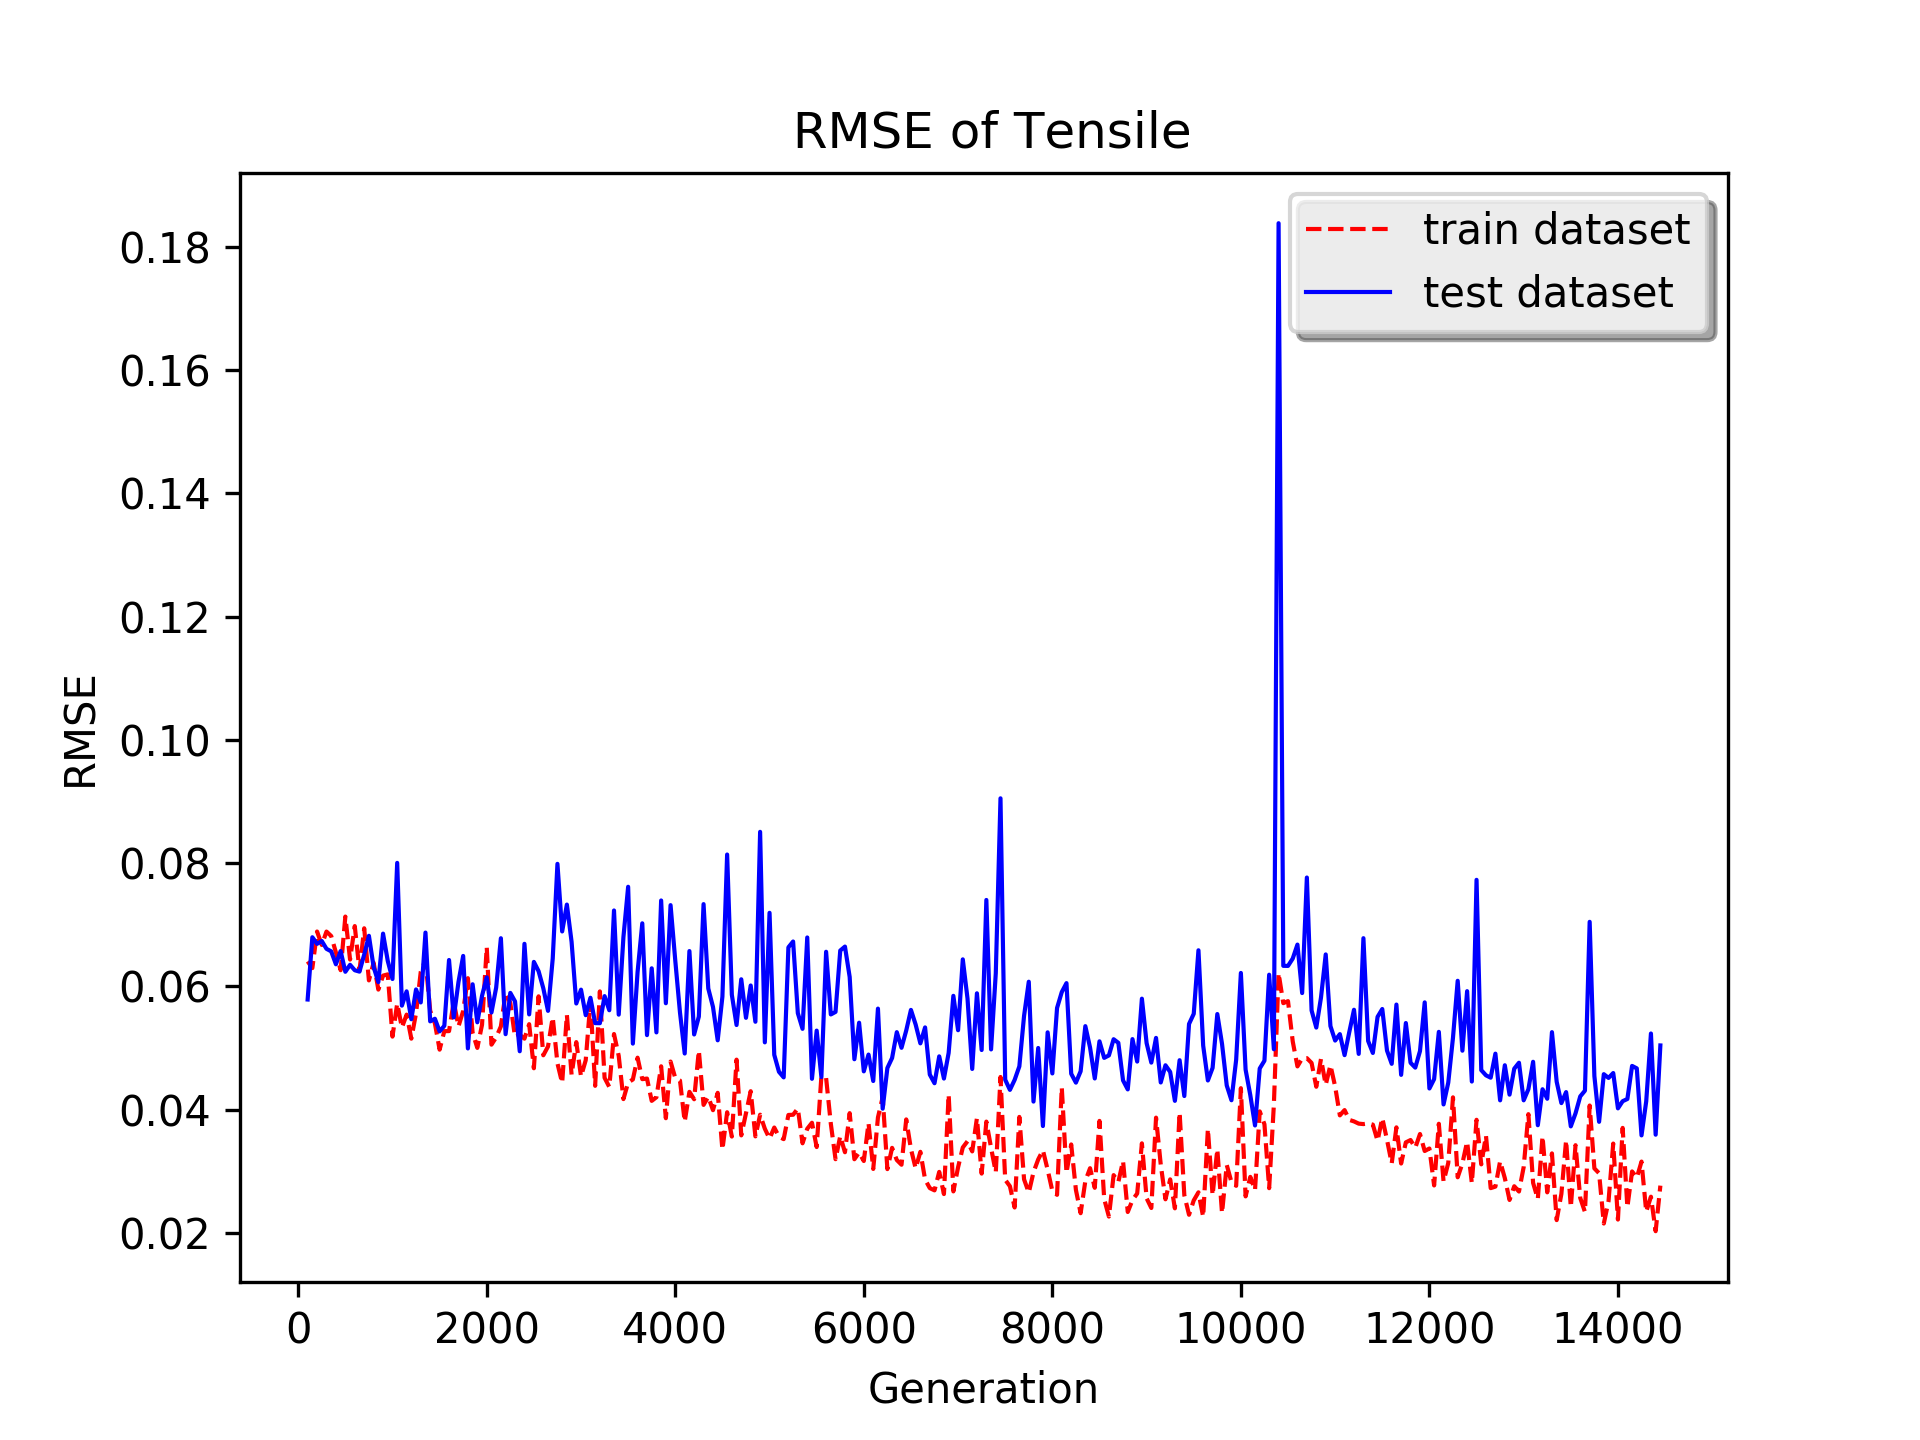 RMSE of Tensile
train dataset
test dataset
0.18
0.16
0.14
0.12
0.10
0.08
0.06
0.04
0.02
RMSE
0 2000 4000 6000 8000 10000 12000 14000
Generation